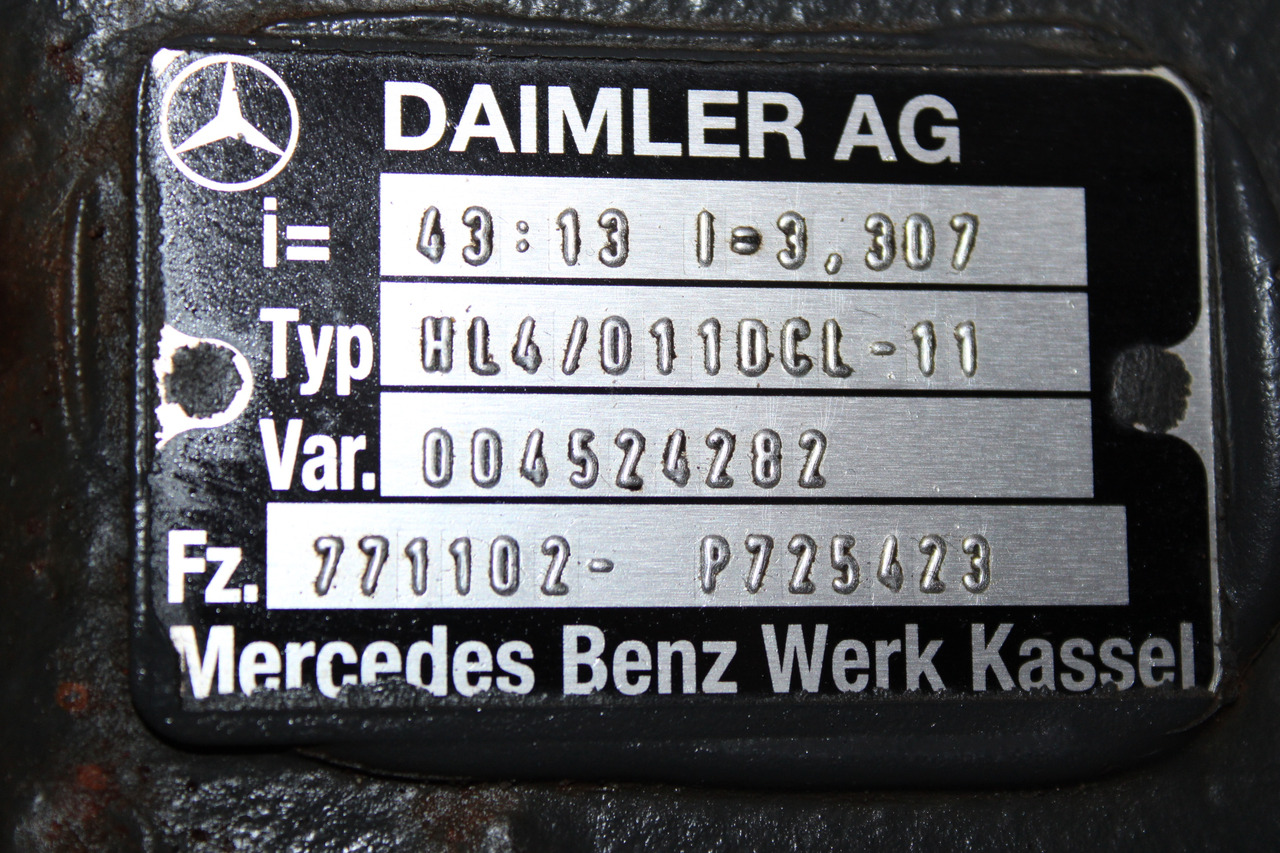 DAIMLER AG
i= 43:13 I=3,307
Typ HL4/011DCL-11
Var. 004524282
Fz. 771102- P725423
Mercedes Benz Werk Kassel